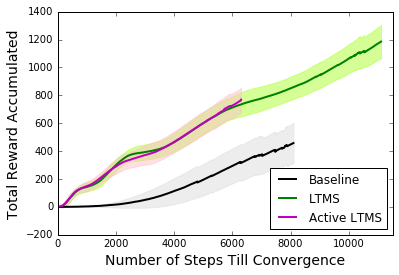 1400
1200
1000
800
600
400
200
0
−200
0 2000 4000 6000 8000 10000
Total Reward Accumulated
Number of Steps Till Convergence
Baseline
LTMS
Active LTMS